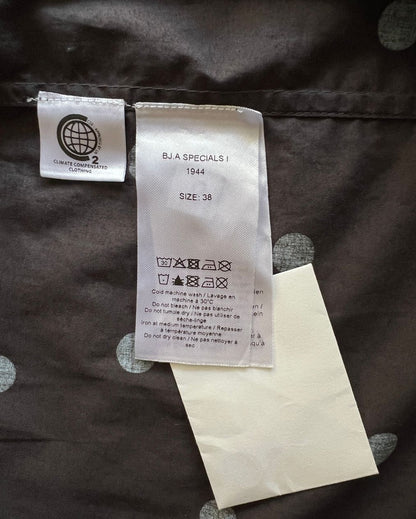 2
CLIMATE COMPENSATED
CLOTHING
BJ.A SPECIALS I
1944
SIZE: 38
30
Cold machine wash / Lavage en
machine à 30°C
Do not bleach / Ne pas blanchir
Do not tumble dry / Ne pas utiliser de
sèche-linge
Iron at medium temperature / Repasser
à température moyenne
Do not dry clean / Ne pas nettoyer à
sec